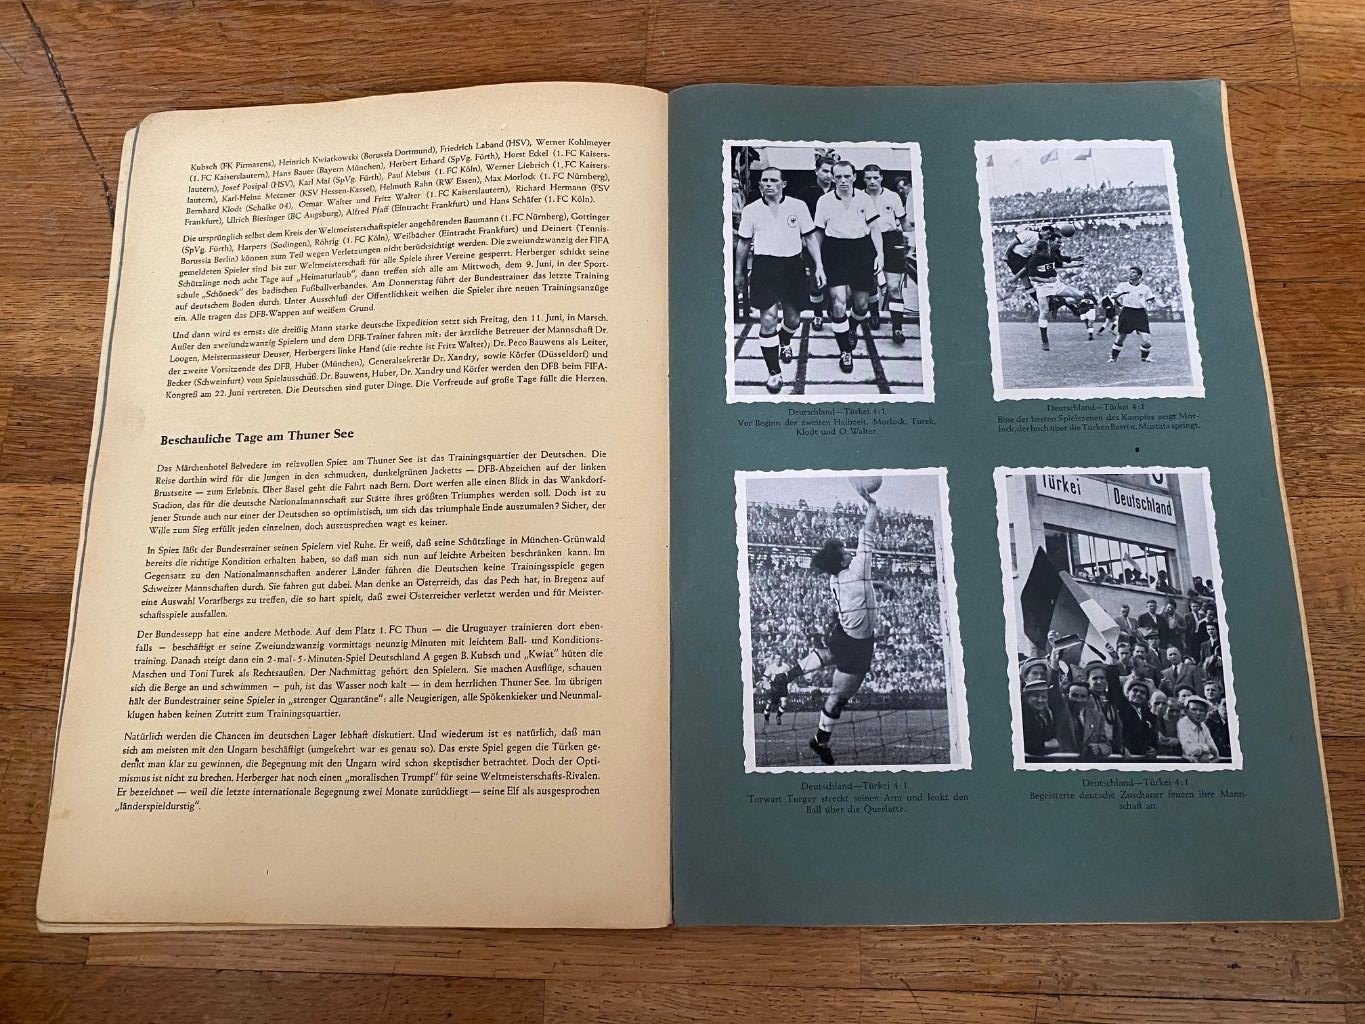 Kubsch (FK Pirmasens), Heinrich Kwiatkowski (Borussia Dortmund), Friedrich Laband (HSV), Werner Kohlmeyer
(1. FC Kaiserslautern), Hans Bauer (Bayern München), Herbert Erhard (SpVg. Fürth), Horst Eckel (1. FC Kaisers-
lautern), Josef Posipal (HSV), Karl Mai (SpVg. Fürth), Paul Mebus (1. FC Köln), Werner Liebrich (1. FC Kaisers-
lautern), Karl-Heinz Metzner (KSV Hessen-Kassel), Helmuth Rahn (RW Essen), Max Morlock (1. FC Nürnberg),
Bernhard Klodt (Schalke 04), Ottmar Walter und Fritz Walter (1. FC Kaiserslautern), Richard Hermann (FSV
Frankfurt), Ulrich Biesinger (BC Augsburg), Alfred Pfaff (Eintracht Frankfurt) und Hans Schäfer (1. FC Köln).
Die ursprünglich selbst dem Kreis der Weltmeisterschaftspieler angehörenden Baumann (1. FC Nürnberg), Gottinger
(SpVg. Fürth), Harpers (Sodingen), Röhrig (1. FC Köln), Weilbächer (Eintracht Frankfurt) und Deinert (Tennis-
Borussia Berlin) können zum Teil wegen Verletzungen nicht berücksichtigt werden. Die zweiundzwanzig der FIFA
gemeldeten Spieler sind bis zur Weltmeisterschaft für alle Spiele ihrer Vereine gesperrt. Herberger schickt seine
Schützlinge noch acht Tage auf „Heimaturlaub", dann treffen sich alle am Mittwoch, dem 9. Juni, in der Sport-
schule „Schöneck" des badischen Fußballverbandes. Am Donnerstag führt der Bundestrainer das letzte Training
auf deutschem Boden durch. Unter Ausschluß der Öffentlichkeit weihen die Spieler ihre neuen Trainingsanzüge
ein. Alle tragen das DFB-Wappen auf weißem Grund.
Und dann wird es ernst: die dreißig Mann starke deutsche Expedition setzt sich Freitag, den 11. Juni, in Marsch.
Außer den zweiundzwanzig Spielern und dem DFB-Trainer fahren mit: der ärztliche Betreuer der Mannschaft Dr.
Loogen, Meistermasseur Deuser, Herbergers linke Hand (die rechte ist Fritz Walter); Dr. Peco Bauwens als Leiter,
der zweite Vorsitzende des DFB, Huber (München), Generalsekretär Dr. Xandry, sowie Körfer (Düsseldorf) und
Becker (Schweinfurt) vom Spielausschuß. Dr. Bauwens, Huber, Dr. Xandry und Körfer werden den DFB beim FIFA-
Kongreß am 22. Juni vertreten. Die Deutschen sind guter Dinge. Die Vorfreude auf große Tage füllt die Herzen.
Beschauliche Tage am Thuner See
Das Märchenhotel Belvedere im reizvollen Spiez am Thuner See ist das Trainingsquartier der Deutschen. Die
Reise dorthin wird für die Jungen in den schmucken, dunkelgrünen Jacketts — DFB-Abzeichen auf der linken
Brustseite — zum Erlebnis. Über Basel geht die Fahrt nach Bern. Dort werfen alle einen Blick in das Wankdorf-
Stadion, das für die deutsche Nationalmannschaft zur Stätte ihres größten Triumphes werden soll. Doch ist zu
jener Stunde auch nur einer der Deutschen so optimistisch, um sich das triumphale Ende auszumalen? Sicher, der
Wille zum Sieg erfüllt jeden einzelnen, doch auszusprechen wagt es keiner.
In Spiez läßt der Bundestrainer seinen Spielern viel Ruhe. Er weiß, daß seine Schützlinge in München-Grünwald
bereits die richtige Kondition erhalten haben, so daß man sich nun auf leichte Arbeiten beschränken kann. Im
Gegensatz zu den Nationalmannschaften anderer Länder führen die Deutschen keine Trainingsspiele gegen
Schweizer Mannschaften durch. Sie fahren gut dabei. Man denke an Österreich, das das Pech hat, in Bregenz auf
eine Auswahl Vorarlbergs zu treffen, die so hart spielt, daß zwei Österreicher verletzt werden und für Meister-
schaftsspiele ausfallen.
Der Bundessepp hat eine andere Methode. Auf dem Platz 1. FC Thun — die Uruguayer trainieren dort eben-
falls — beschäftigt er seine Zweiundzwanzig vormittags neunzig Minuten mit leichtem Ball- und Konditions-
training. Danach steigt dann ein 2-mal-5-Minuten-Spiel Deutschland A gegen B. Kubsch und „Kwiat" hüten die
Maschen und Toni Turek als Rechtsaußen. Der Nachmittag gehört den Spielern. Sie machen Ausflüge, schauen
sich die Berge an und schwimmen — puh, ist das Wasser noch kalt — in dem herrlichen Thuner See. Im übrigen
hält der Bundestrainer seine Spieler in „strenger Quarantäne": alle Neugierigen, alle Spökenkieker und Neunmal-
klugen haben keinen Zutritt zum Trainingsquartier.
Natürlich werden die Chancen im deutschen Lager lebhaft diskutiert. Und wiederum ist es natürlich, daß man
sich am meisten mit den Ungarn beschäftigt (umgekehrt war es genau so). Das erste Spiel gegen die Türken ge-
denkt man klar zu gewinnen, die Begegnung mit den Ungarn wird schon skeptischer betrachtet. Doch der Opti-
mismus ist nicht zu brechen. Herberger hat noch einen „moralischen Trumpf" für seine Weltmeisterschafts-Rivalen.
Er bezeichnet — weil die letzte internationale Begegnung zwei Monate zurückliegt — seine Elf als ausgesprochen
„länderspieldurstig".
Deutschland—Türkei 4:1
Vor Beginn der zweiten Halbzeit. Morlock, Turek,
Klodt und O. Walter.
Deutschland—Türkei 4:1
Eine der besten Spielszenen des Kampfes zeigt Mor-
lock, der hoch über die Türken Basri u. Mustafa springt.
Türkei Deutschland
Deutschland—Türkei 4:1
Torwart Turgay streckt seinen Arm und lenkt den
Ball über die Querlatte.
Deutschland—Türkei 4:1
Begeisterte deutsche Zuschauer feuern ihre Mann-
schaft an.